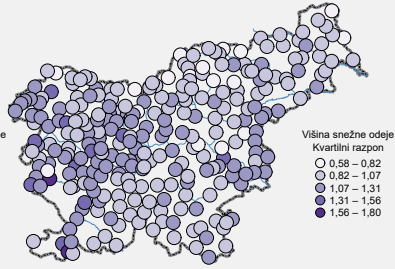 e
Višina snežne odeje
Kvartilni razpon
0,58 – 0,82
0,82 – 1,07
1,07 – 1,31
1,31 – 1,56
1,56 – 1,80